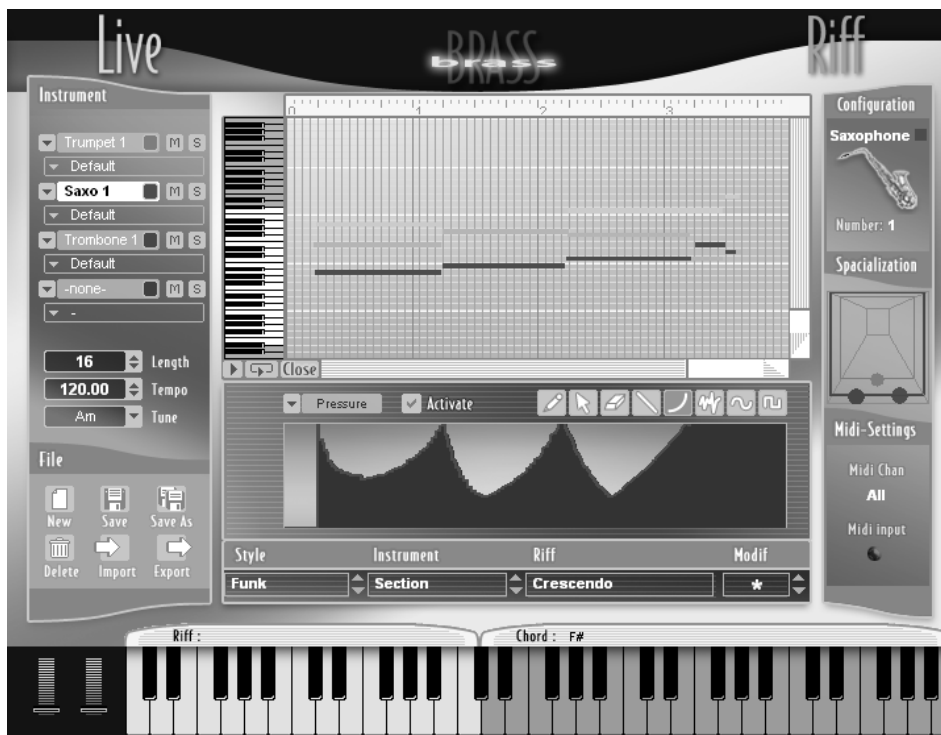 Live
BRASS
brass
Riff
Instrument
Trumpet 1 M S
Default
Saxo 1 M S
Default
Trombone 1 M S
Default
-none- M S
-
16 Length
120.00 Tempo
Am Tune
File
New Save Save As
Delete Import Export
0 1 2 3
Close
Pressure Activate
Style Instrument Riff Modif
Funk Section Crescendo *
Configuration
Saxophone
Number: 1
Spacialization
Midi-Settings
Midi Chan
All
Midi input
Riff :
Chord : F#